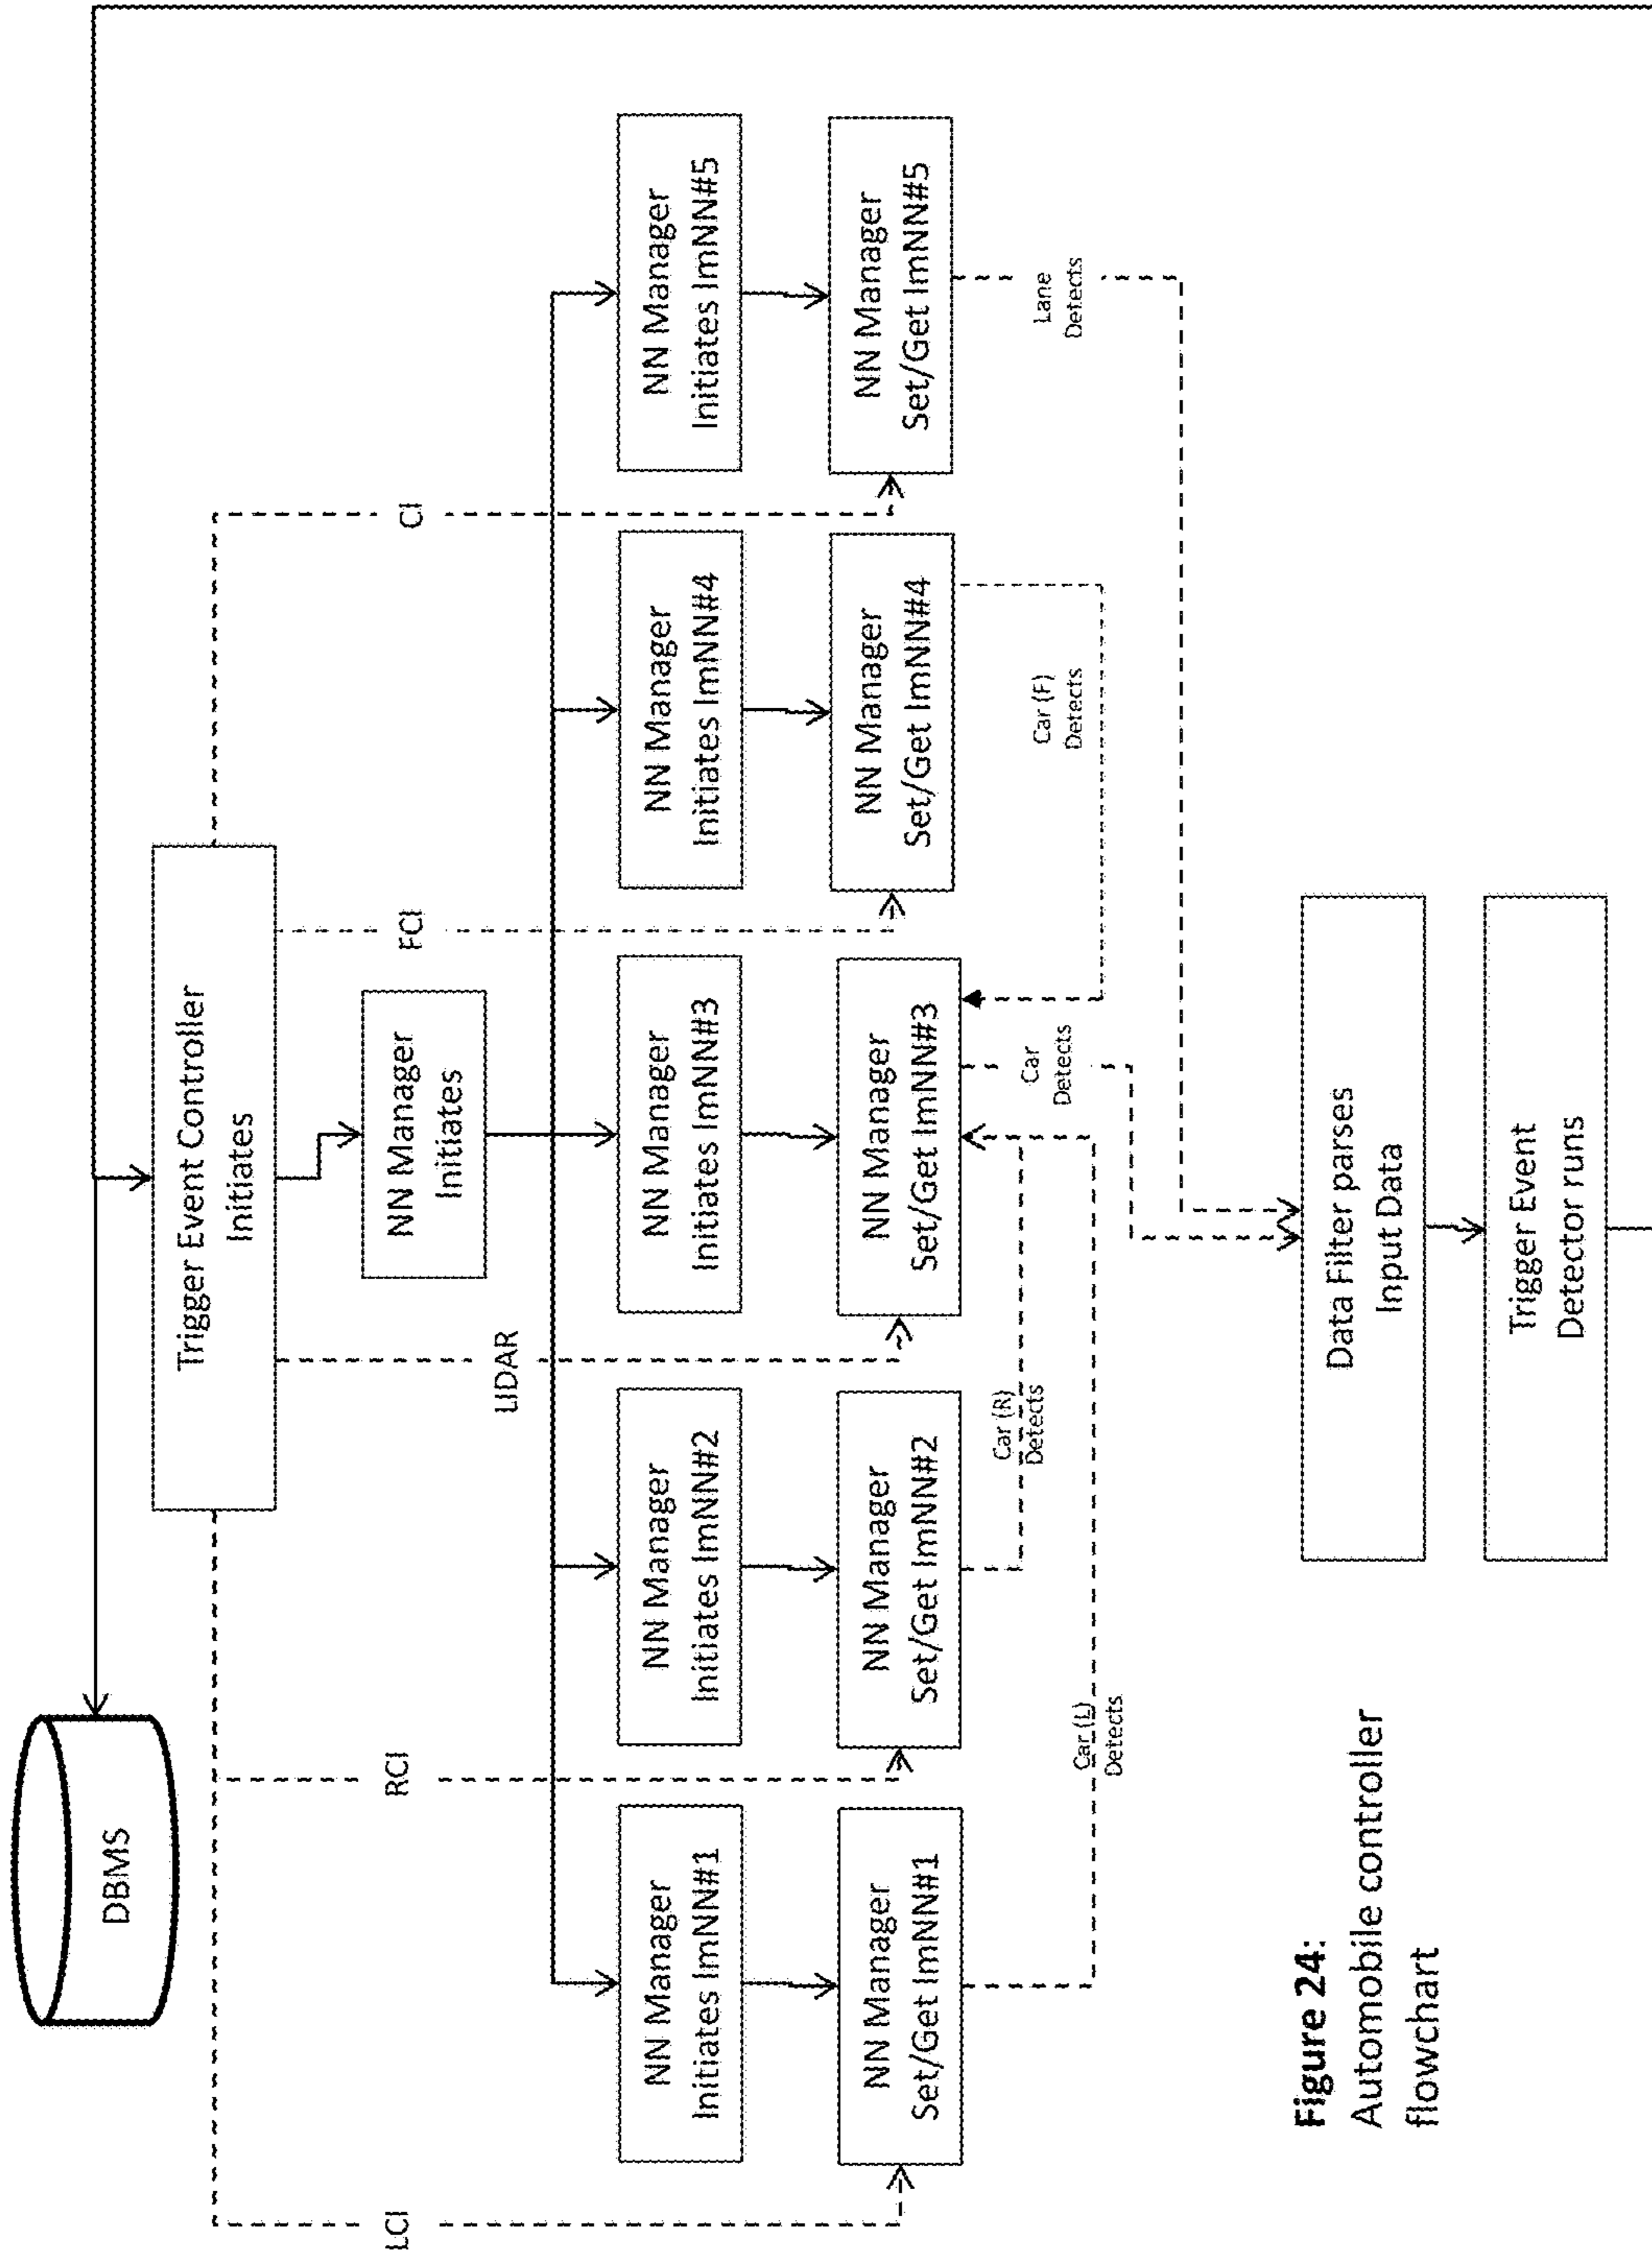 DBMS
Trigger Event Controller
Initiates
NN Manager
Initiates
LCI
RCI
LIDAR
FCI
CI
NN Manager
Initiates ImNN#1
NN Manager
Initiates ImNN#2
NN Manager
Initiates ImNN#3
NN Manager
Initiates ImNN#4
NN Manager
Initiates ImNN#5
NN Manager
Set/Get ImNN#1
NN Manager
Set/Get ImNN#2
NN Manager
Set/Get ImNN#3
NN Manager
Set/Get ImNN#4
NN Manager
Set/Get ImNN#5
Car (L)
Detects
Car (R)
Detects
Car
Detects
Car (F)
Detects
Lane
Detects
Data Filter parses
Input Data
Trigger Event
Detector runs
Figure 24:
Automobile controller
flowchart